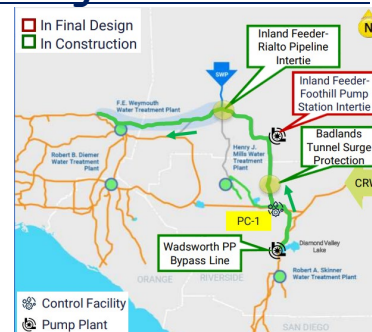 In Final Design
In Construction
N
Inland Feeder-
Rialto Pipeline
Intertie
SWP
Inland Feeder-
Foothill Pump
Station Intertie
F.E. Weymouth
Water Treatment Plant
Badlands
Tunnel Surge
Protection
Robert B. Diemer
Water Treatment
Plant
Henry J.
Mills Water
Treatment
Plant
CRW
PC-1
Wadsworth PP
Bypass Line
Diamond Valley
Lake
ORANGE
RIVERSIDE
Robert A. Skinner
Water Treatment Plant
Control Facility
Pump Plant
SAN DIEGO